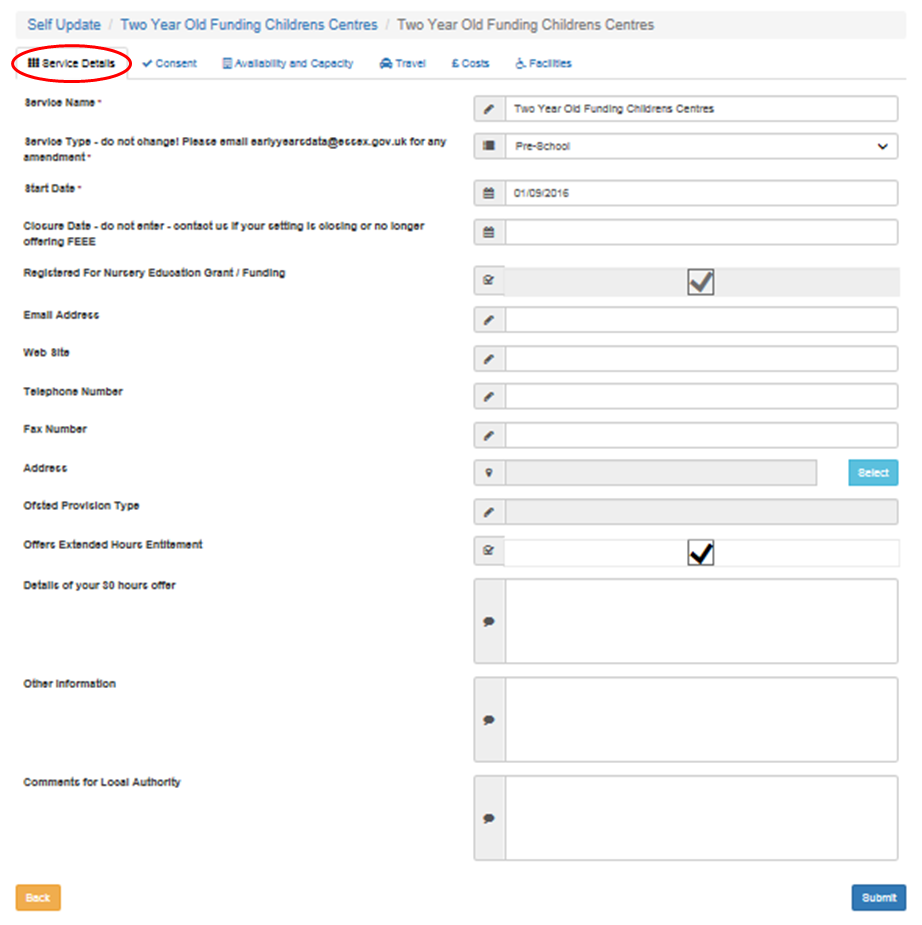 Self Update / Two Year Old Funding Childrens Centres / Two Year Old Funding Childrens Centres
Service Details Consent Availability and Capacity Travel £ Costs Facilities
Service Name * Two Year Old Funding Childrens Centres
Service Type - do not change! Please email earlyyearsdata@essex.gov.uk for any
amendment * Pre-School
Start Date * 01/09/2016
Closure Date - do not enter - contact us if your setting is closing or no longer
offering FEEE
Registered For Nursery Education Grant / Funding
Email Address
Web Site
Telephone Number
Fax Number
Address Select
Ofsted Provision Type
Offers Extended Hours Entitlement
Details of your 30 hours offer
Other Information
Comments for Local Authority
Back Submit